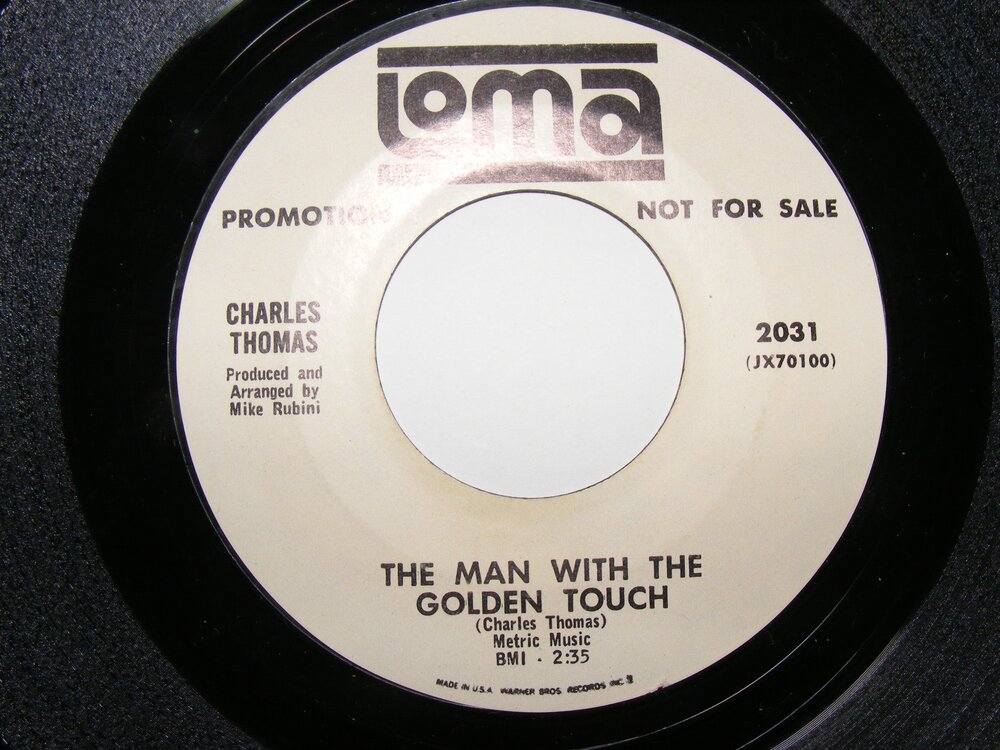 Loma
PROMOTION NOT FOR SALE
CHARLES
THOMAS
Produced and
Arranged by
Mike Rubini
2031
(JX70100)
THE MAN WITH THE
GOLDEN TOUCH
(Charles Thomas)
Metric Music
BMI - 2:35
MADE IN U.S.A. WARNER BROS. RECORDS INC.